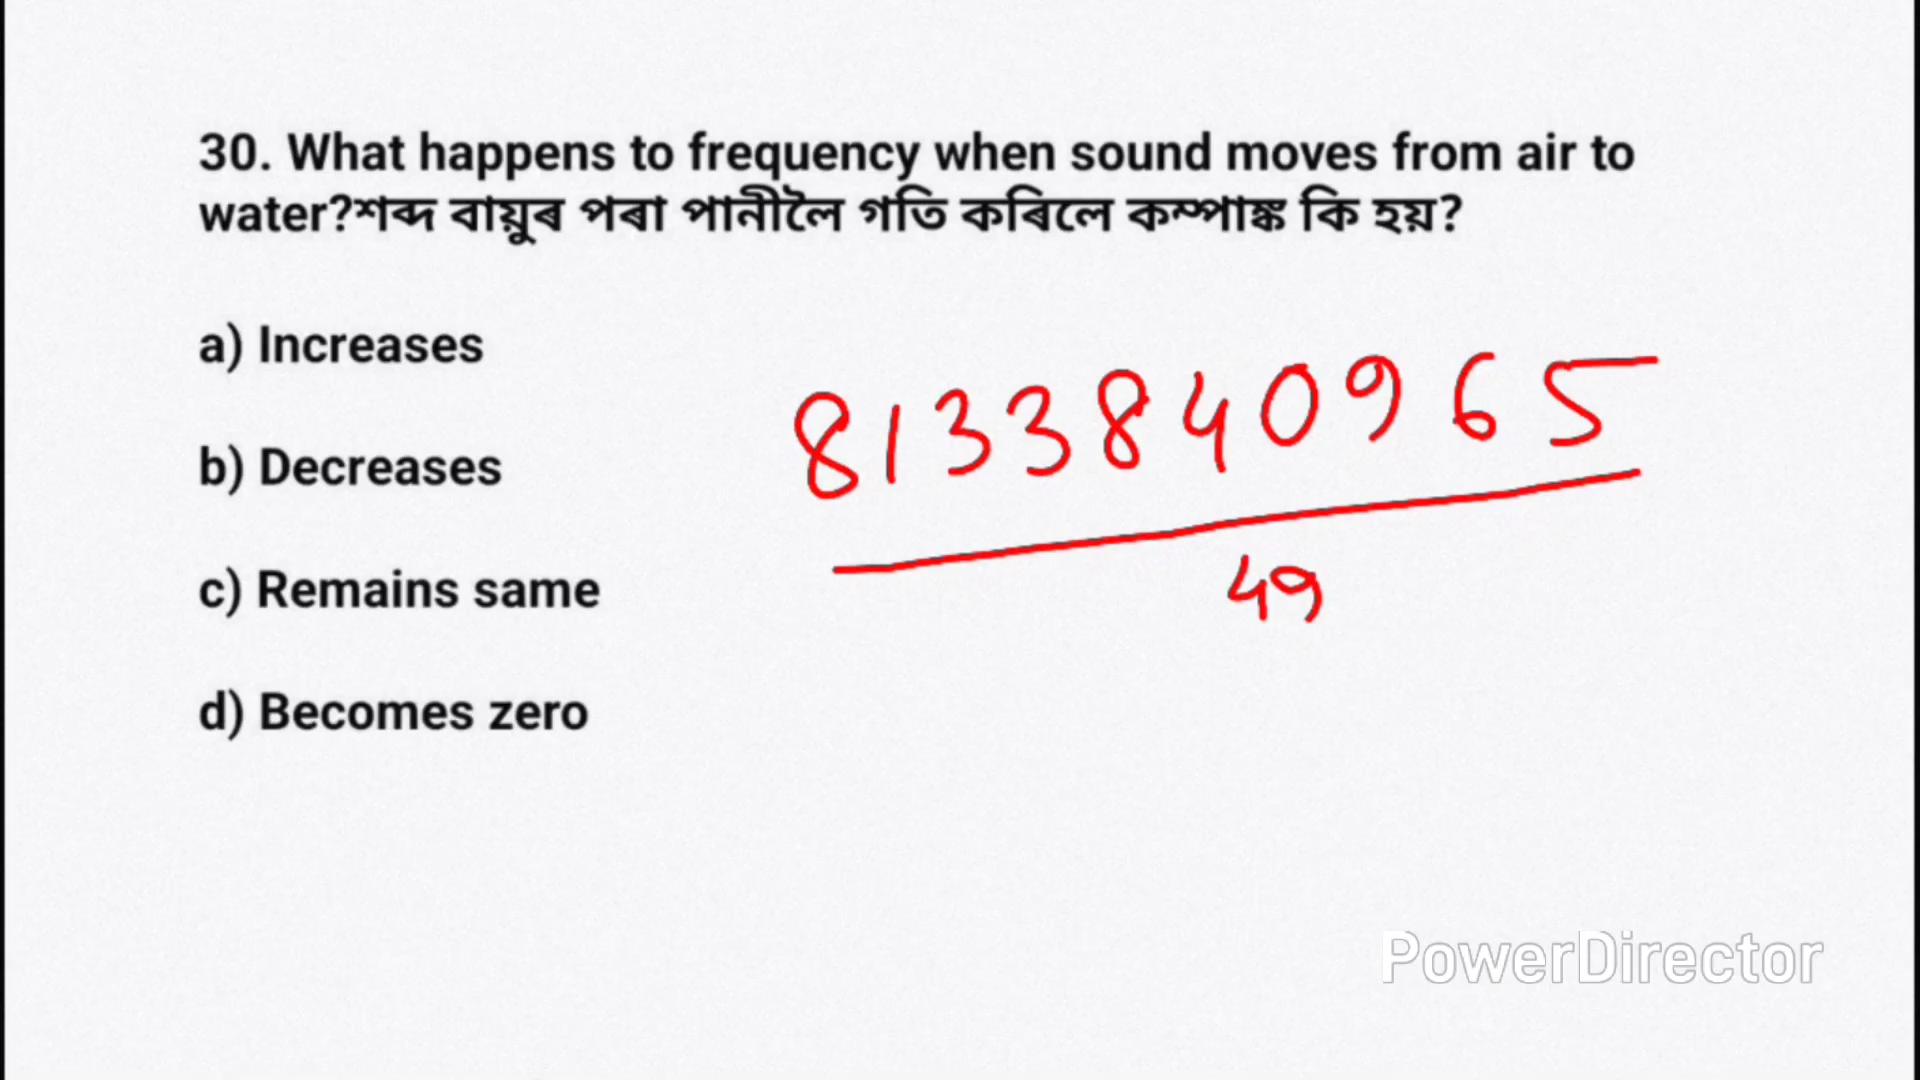 30. What happens to frequency when sound moves from air to
water?শব্দ বায়ুৰ পৰা পানীলৈ গতি কৰিলে কম্পাঙ্ক কি হয়?
a) Increases
8133840965
b) Decreases
c) Remains same
49
d) Becomes zero
PowerDirector